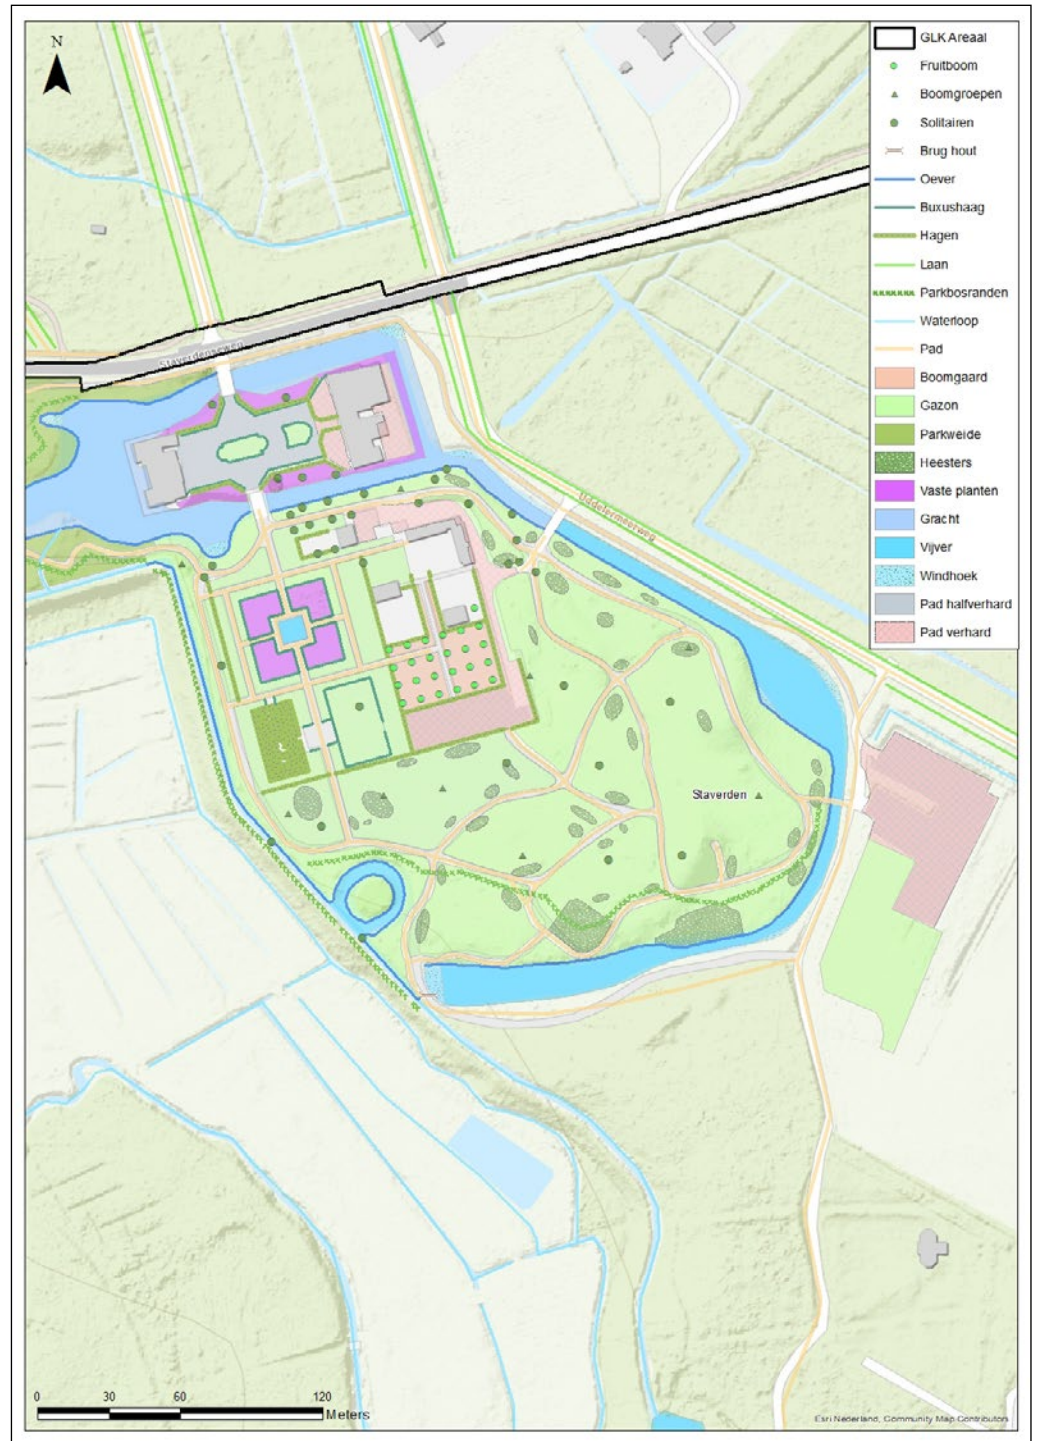 N
GLK Areaal
Fruitboom
Boomgroepen
Solitairen
Brug hout
Oever
Buxushaag
Hagen
Laan
Parkbosranden
Waterloop
Pad
Boomgaard
Gazon
Parkweide
Heesters
Vaste planten
Gracht
Vijver
Windhoek
Pad halfverhard
Pad verhard
Staverdenseweg
Uddelermeerweg
Staverden
0 30 60 120
Meters
Esri Nederland, Community Map Contributors